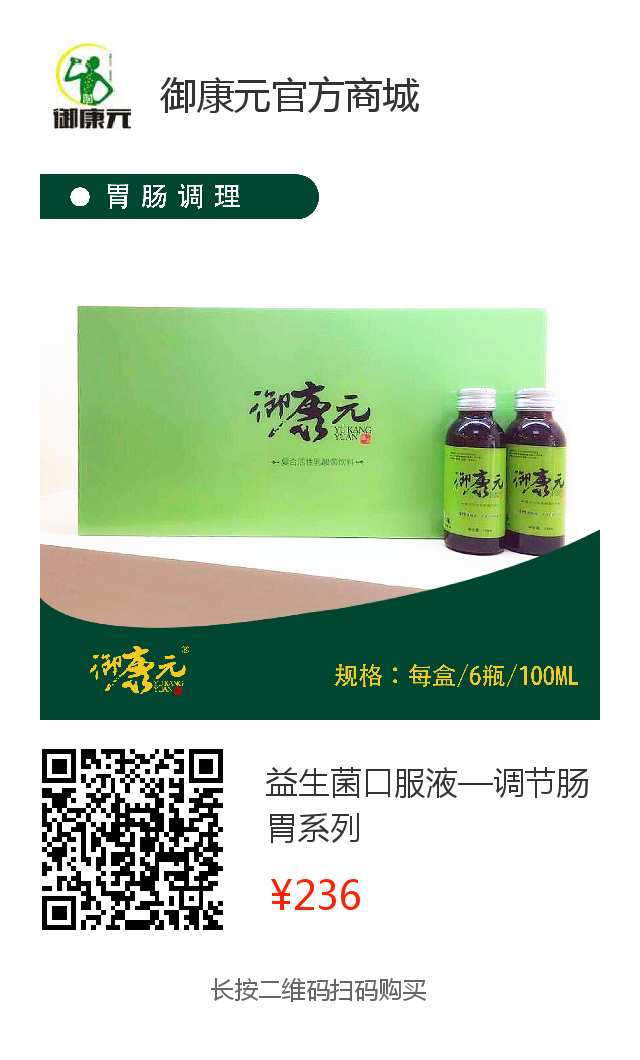 御康元
御康元官方商城
胃肠调理
御康元
YU KANG
YUAN
复合活性乳酸菌饮料
御康元
御康元
御康元®
YU KANG
YUAN
规格：每盒/6瓶/100ML
益生菌口服液—调节肠
胃系列
¥236
长按二维码扫码购买